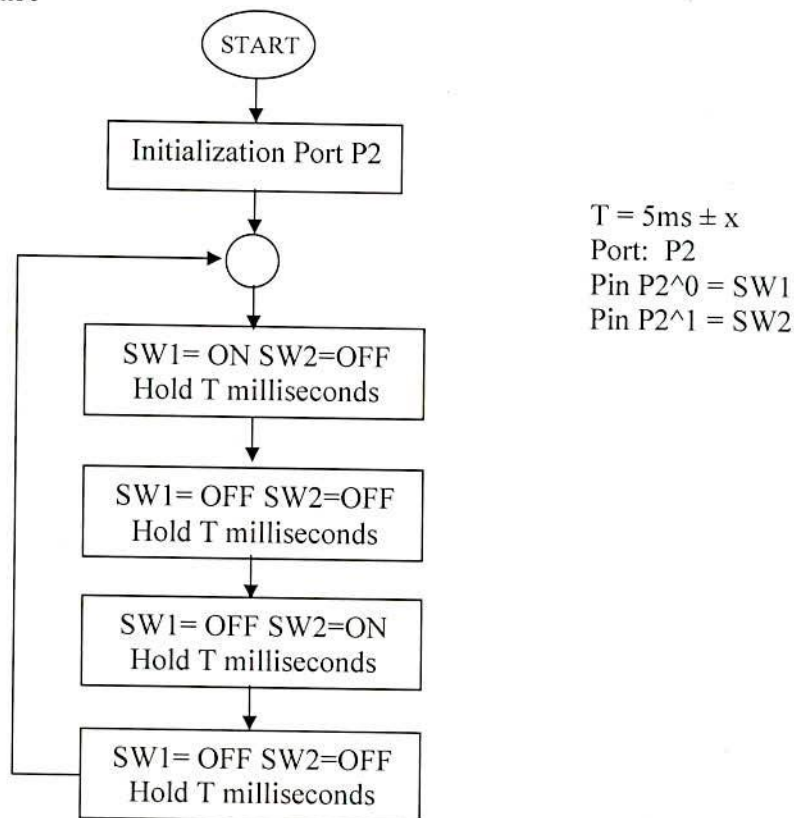 START
Initialization Port P2
T = 5ms ± x
Port: P2
Pin P2^0 = SW1
Pin P2^1 = SW2
SW1= ON SW2=OFF
Hold T milliseconds
SW1= OFF SW2=OFF
Hold T milliseconds
SW1= OFF SW2=ON
Hold T milliseconds
SW1= OFF SW2=OFF
Hold T milliseconds